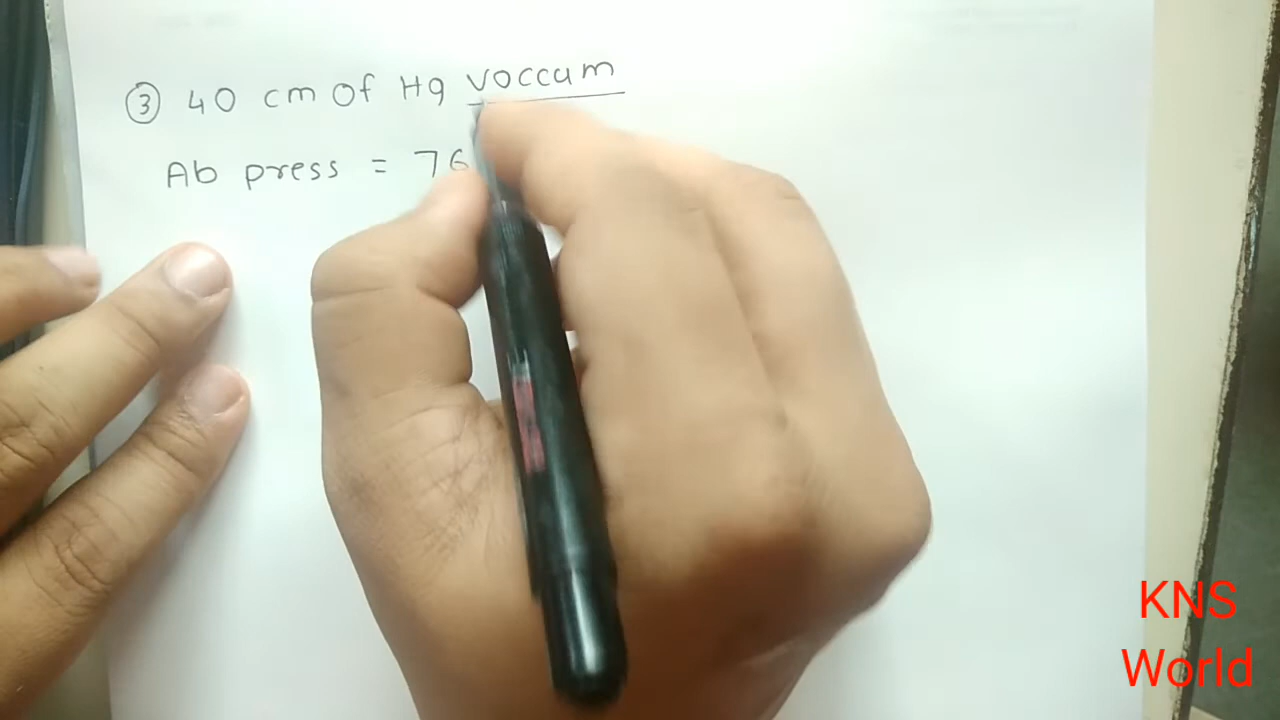 ③ 40 cm of Hg voccum
Ab press = 76
KNS
World